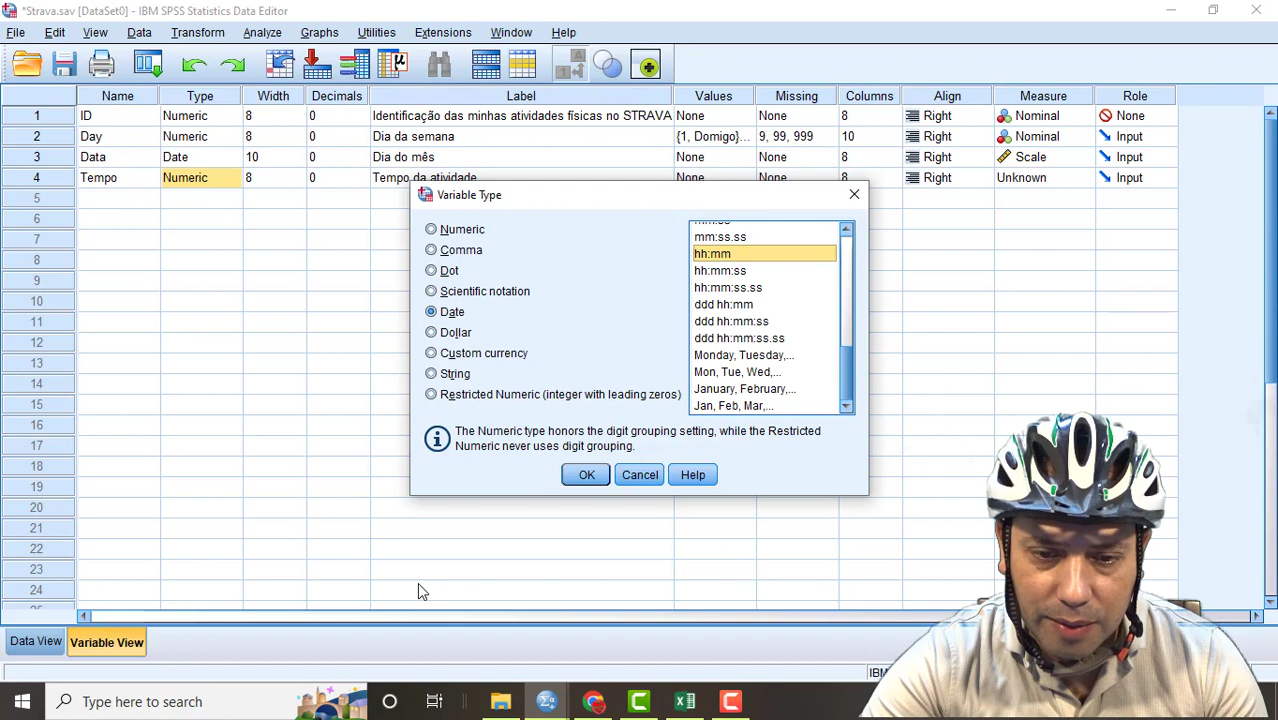 *Strava.sav [DataSet0] - IBM SPSS Statistics Data Editor
File Edit View Data Transform Analyze Graphs Utilities Extensions Window Help
Name Type Width Decimals Label Values Missing Columns Align Measure Role
1 ID Numeric 8 0 Identificação das minhas atividades físicas no STRAVA None None 8 Right Nominal None
2 Day Numeric 8 0 Dia da semana {1, Domigo}... 9, 99, 999 10 Right Nominal Input
3 Data Date 10 0 Dia do mês None None 8 Right Scale Input
4 Tempo Numeric 8 0 Tempo da atividade None None 8 Right Unknown Input
5
6
7
8
9
10
11
12
13
14
15
16
17
18
19
20
21
22
23
24
Variable Type
Numeric
Comma
Dot
Scientific notation
Date
Dollar
Custom currency
String
Restricted Numeric (integer with leading zeros)
mm:ss
mm:ss.ss
hh:mm
hh:mm:ss
hh:mm:ss.ss
ddd hh:mm
ddd hh:mm:ss
ddd hh:mm:ss.ss
Monday, Tuesday,...
Mon, Tue, Wed,...
January, February,...
Jan, Feb, Mar,...
The Numeric type honors the digit grouping setting, while the Restricted
Numeric never uses digit grouping.
OK Cancel Help
Data View Variable View
IBM
Type here to search